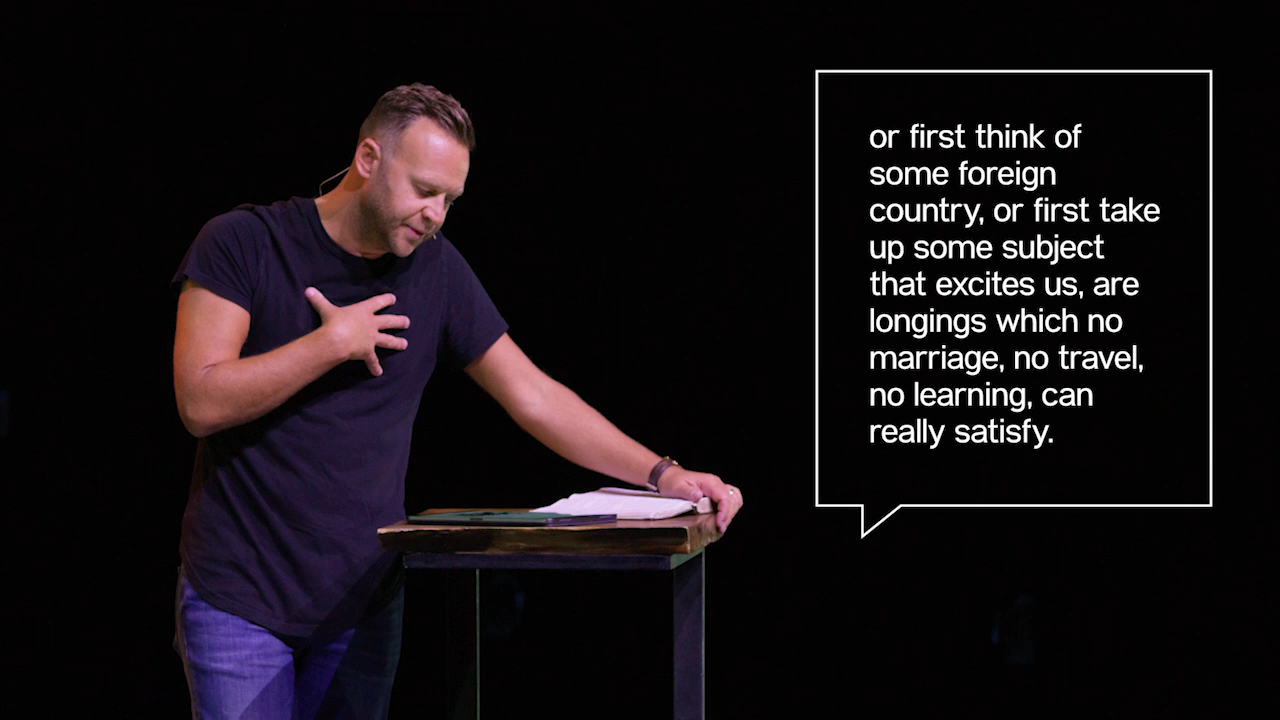 or first think of
some foreign
country, or first take
up some subject
that excites us, are
longings which no
marriage, no travel,
no learning, can
really satisfy.